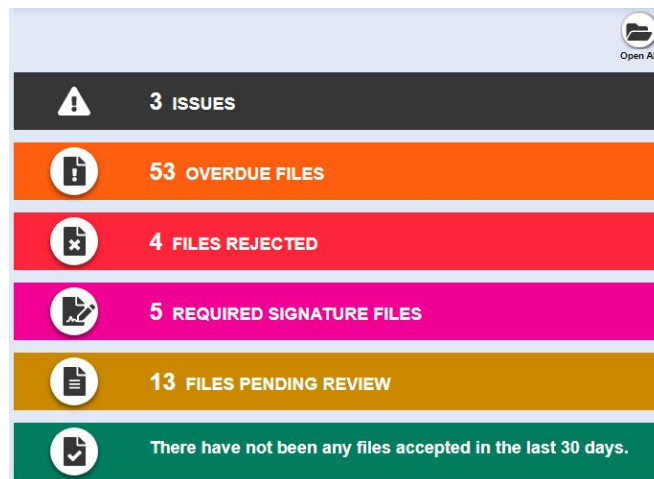 Open Al
3 ISSUES
53 OVERDUE FILES
4 FILES REJECTED
5 REQUIRED SIGNATURE FILES
13 FILES PENDING REVIEW
There have not been any files accepted in the last 30 days.